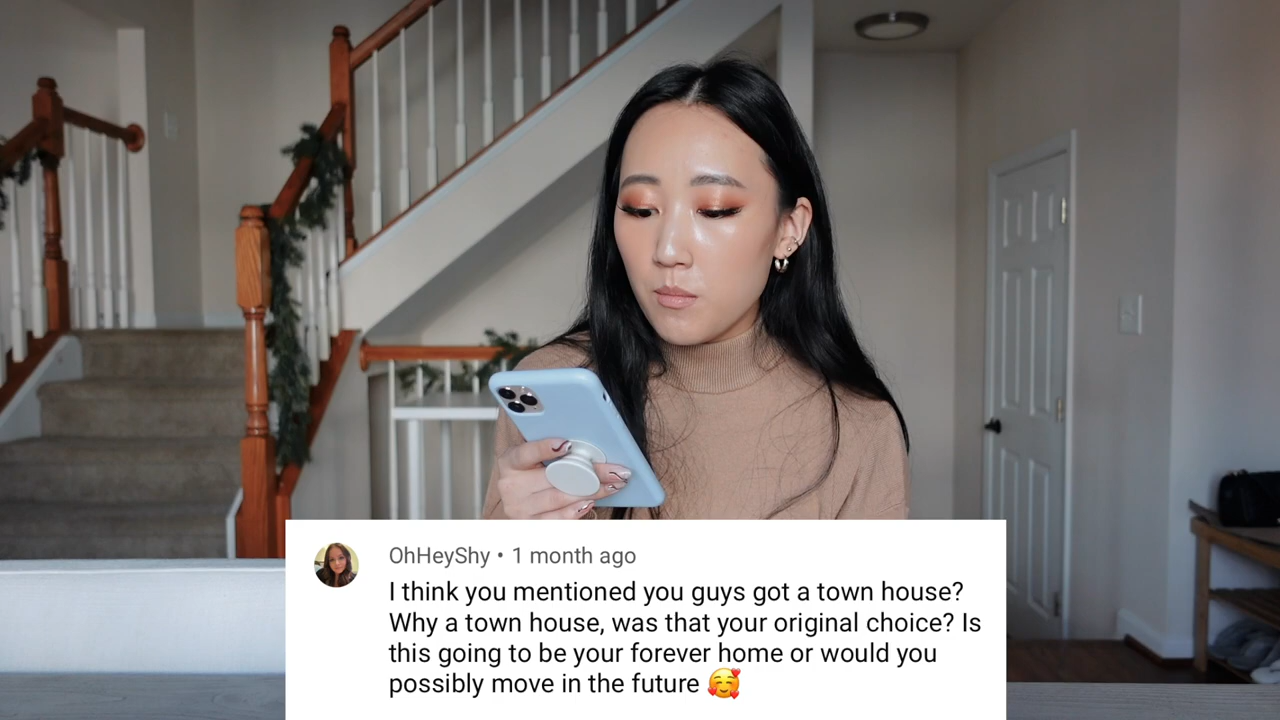 OhHeyShy • 1 month ago
I think you mentioned you guys got a town house?
Why a town house, was that your original choice? Is
this going to be your forever home or would you
possibly move in the future 🥰